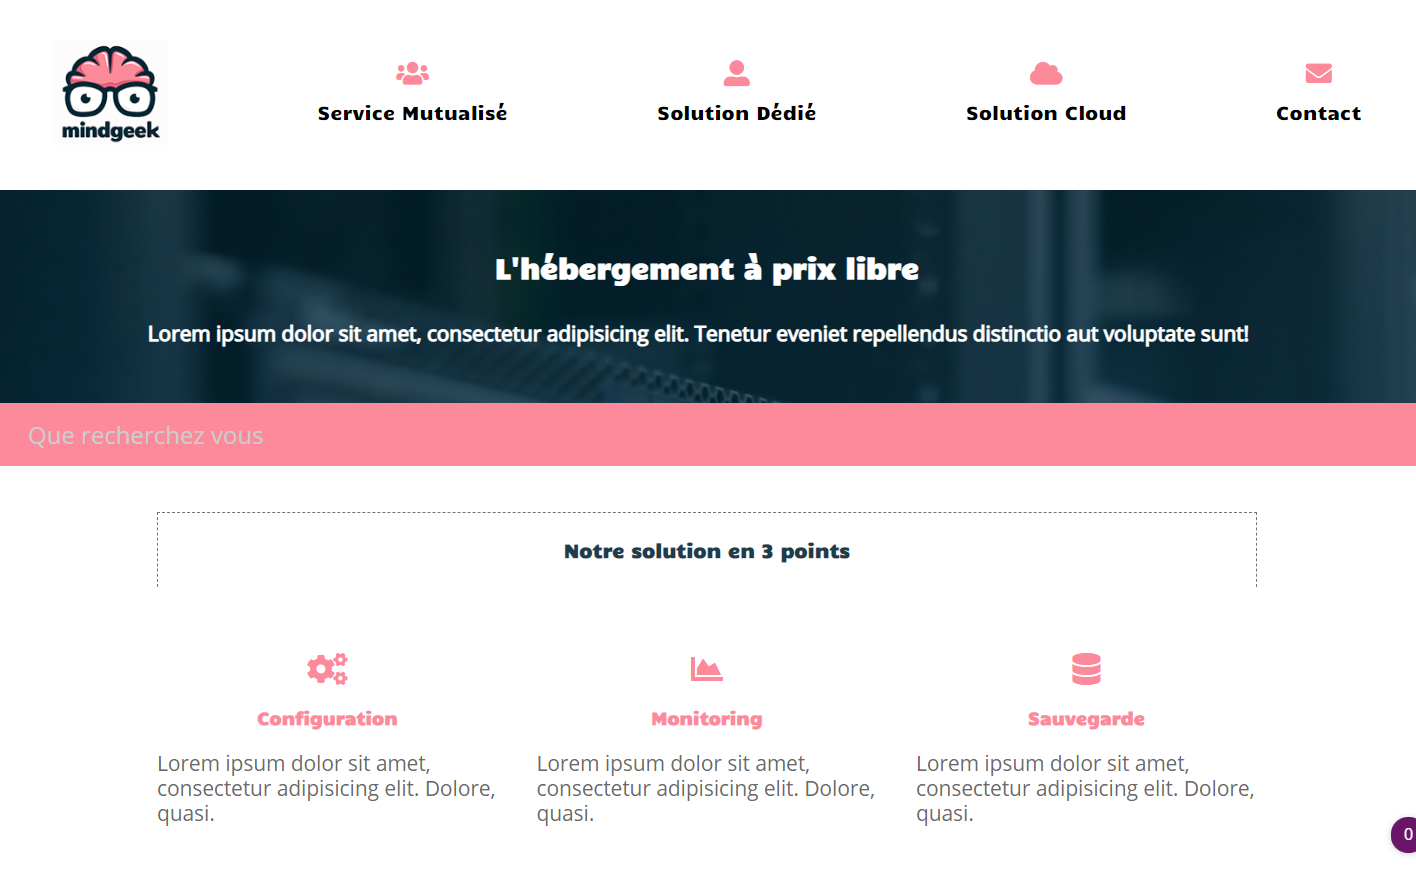 mindgeek
Service Mutualisé
Solution Dédié
Solution Cloud
Contact
L'hébergement à prix libre
Lorem ipsum dolor sit amet, consectetur adipisicing elit. Tenetur eveniet repellendus distinctio aut voluptate sunt!
Que recherchez vous
Notre solution en 3 points
Configuration
Lorem ipsum dolor sit amet,
consectetur adipisicing elit. Dolore,
quasi.
Monitoring
Lorem ipsum dolor sit amet,
consectetur adipisicing elit. Dolore,
quasi.
Sauvegarde
Lorem ipsum dolor sit amet,
consectetur adipisicing elit. Dolore,
quasi.
0